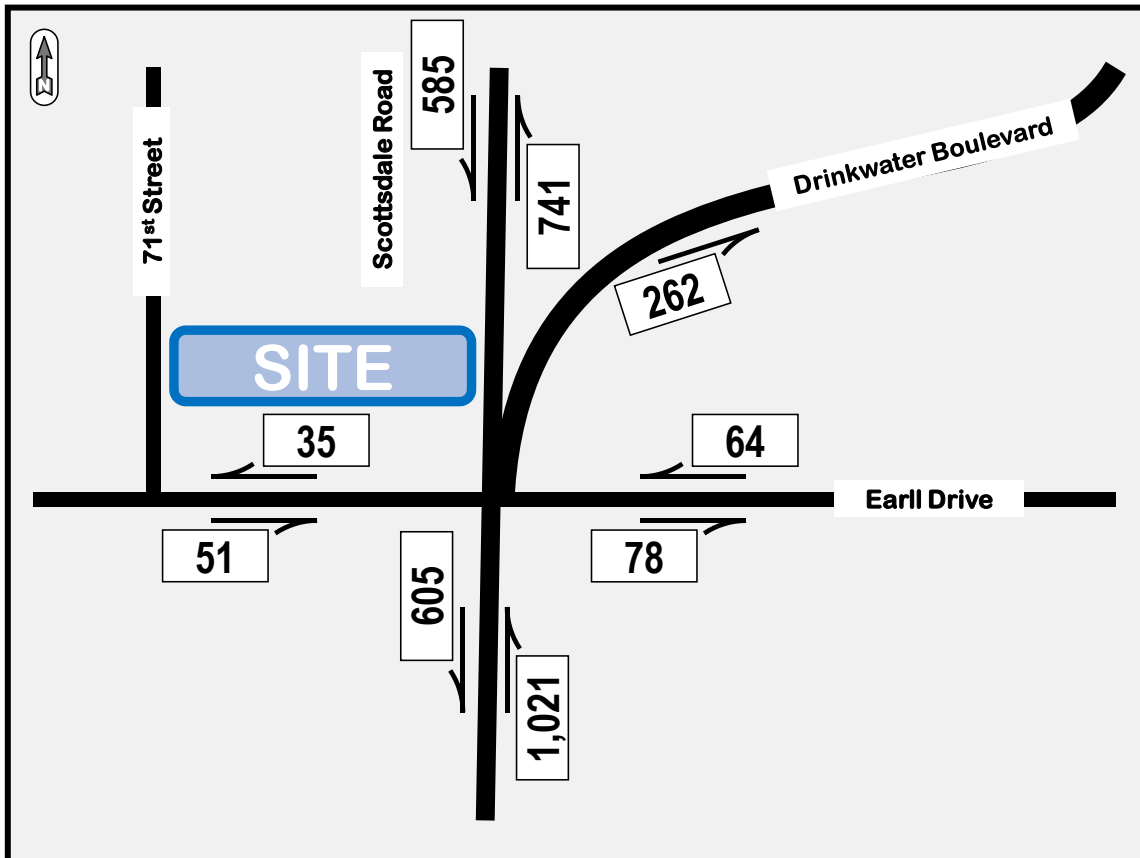 N
585
Scottsdale Road
71st Street
741
Drinkwater Boulevard
262
SITE
35
64
Earll Drive
51
78
605
1,021